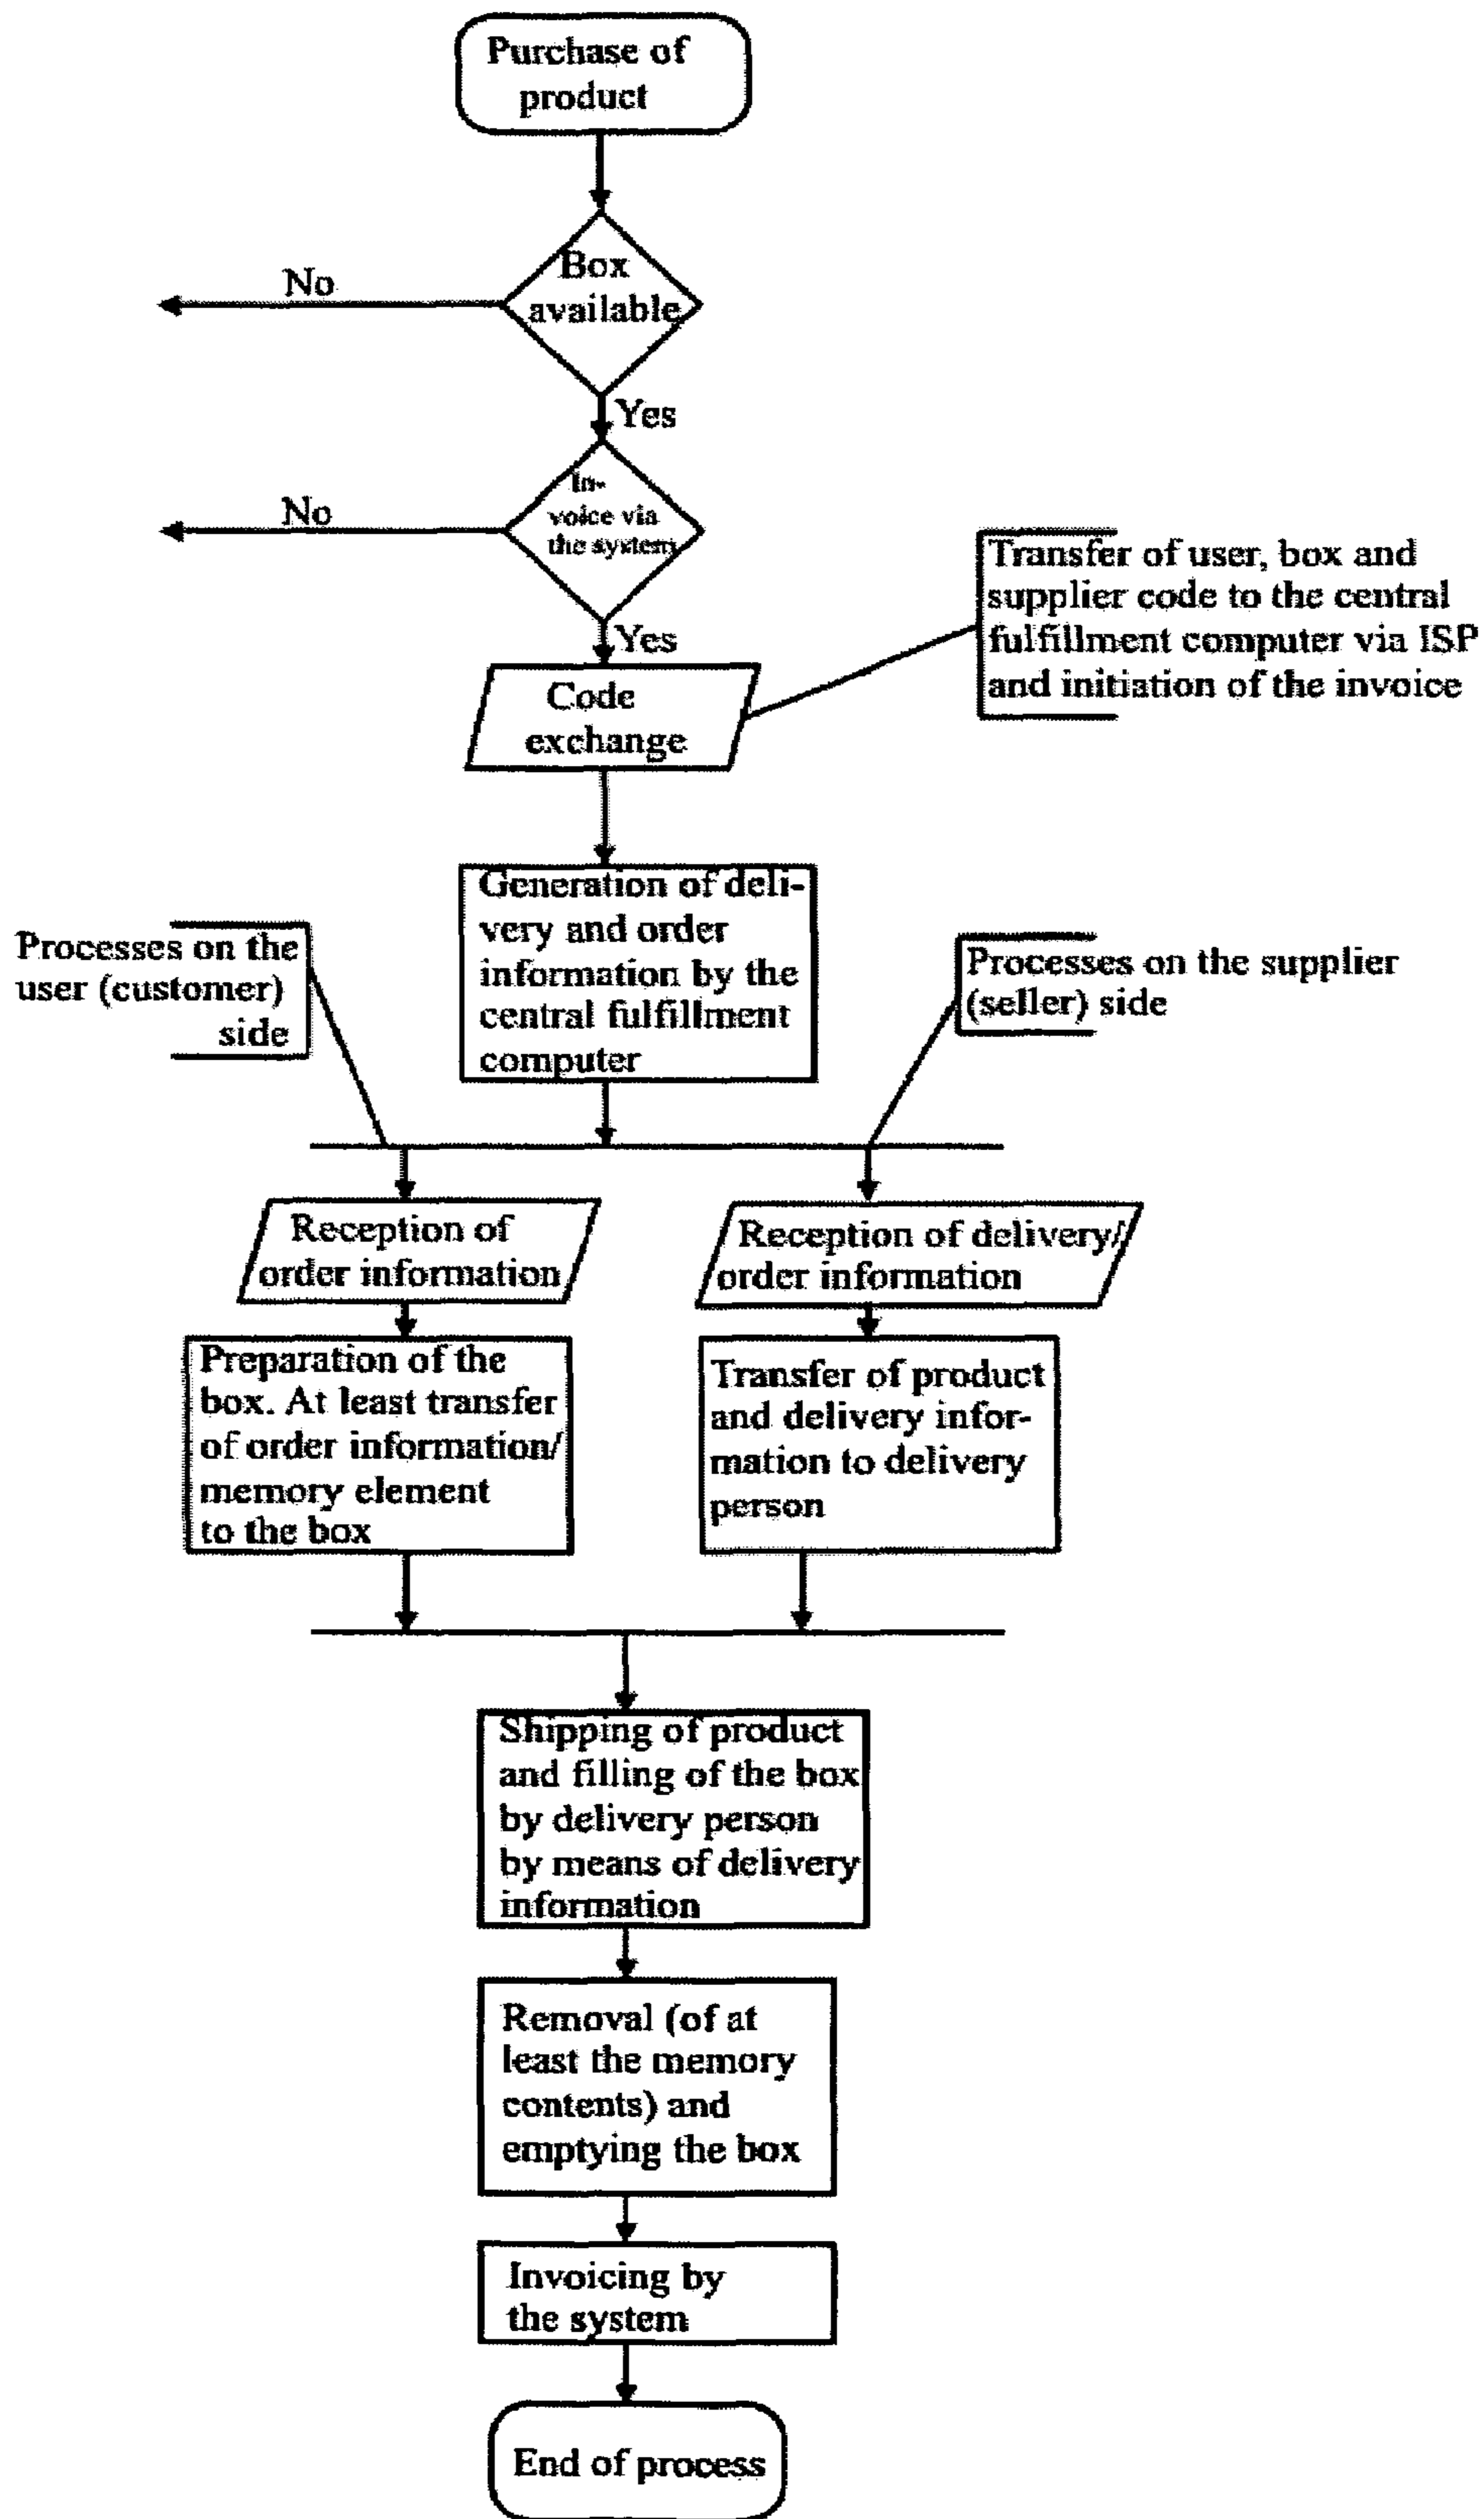 Purchase of
product
Box
available
No
Yes
In-
voice via
the system
No
Yes
Code
exchange
Transfer of user, box and
supplier code to the central
fulfillment computer via ISP
and initiation of the invoice
Generation of deli-
very and order
information by the
central fulfillment
computer
Processes on the
user (customer)
side
Processes on the supplier
(seller) side
Reception of
order information
Reception of delivery/
order information
Preparation of the
box. At least transfer
of order information/
memory element
to the box
Transfer of product
and delivery infor-
mation to delivery
person
Shipping of product
and filling of the box
by delivery person
by means of delivery
information
Removal (of at
least the memory
contents) and
emptying the box
Invoicing by
the system
End of process